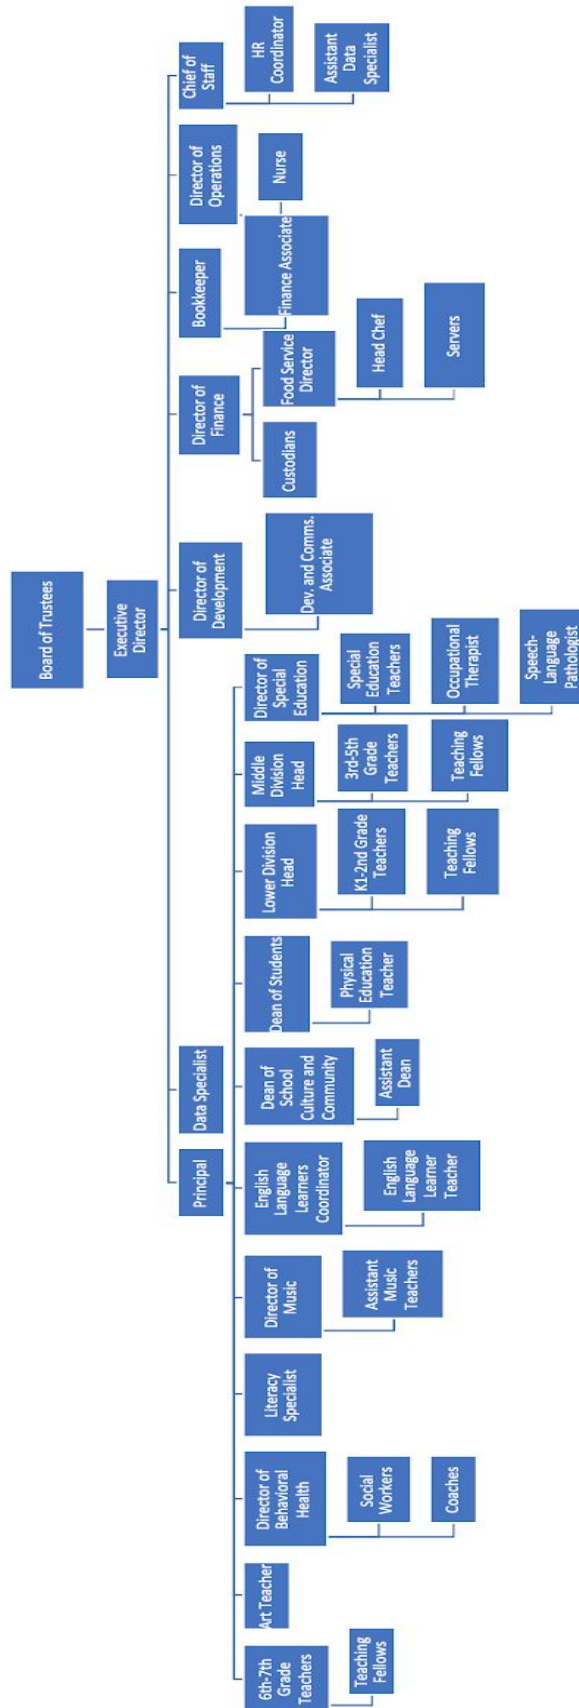 Board of Trustees
Executive
Director
Principal
Data Specialist
Director of
Development
Director of
Finance
Bookkeeper
Director of
Operations
Chief of
Staff
6th-7th
Grade
Teachers
Teaching
Fellows
Art Teacher
Director of
Behavioral
Health
Social
Workers
Coaches
Literacy
Specialist
Director of
Music
Assistant
Music
Teachers
English
Language
Learners
Coordinator
English
Language
Learner
Teacher
Dean of
School
Culture and
Community
Assistant
Dean
Dean of Students
Physical
Education
Teacher
Lower Division
Head
K1-2nd Grade
Teachers
Teaching
Fellows
Middle
Division
Head
3rd-5th
Grade
Teachers
Teaching
Fellows
Director of
Special
Education
Special
Education
Teachers
Occupational
Therapist
Speech-
Language
Pathologist
Dev. and Comms.
Associate
Custodians
Food Service
Director
Head Chef
Servers
Finance Associate
Nurse
HR
Coordinator
Assistant
Data
Specialist